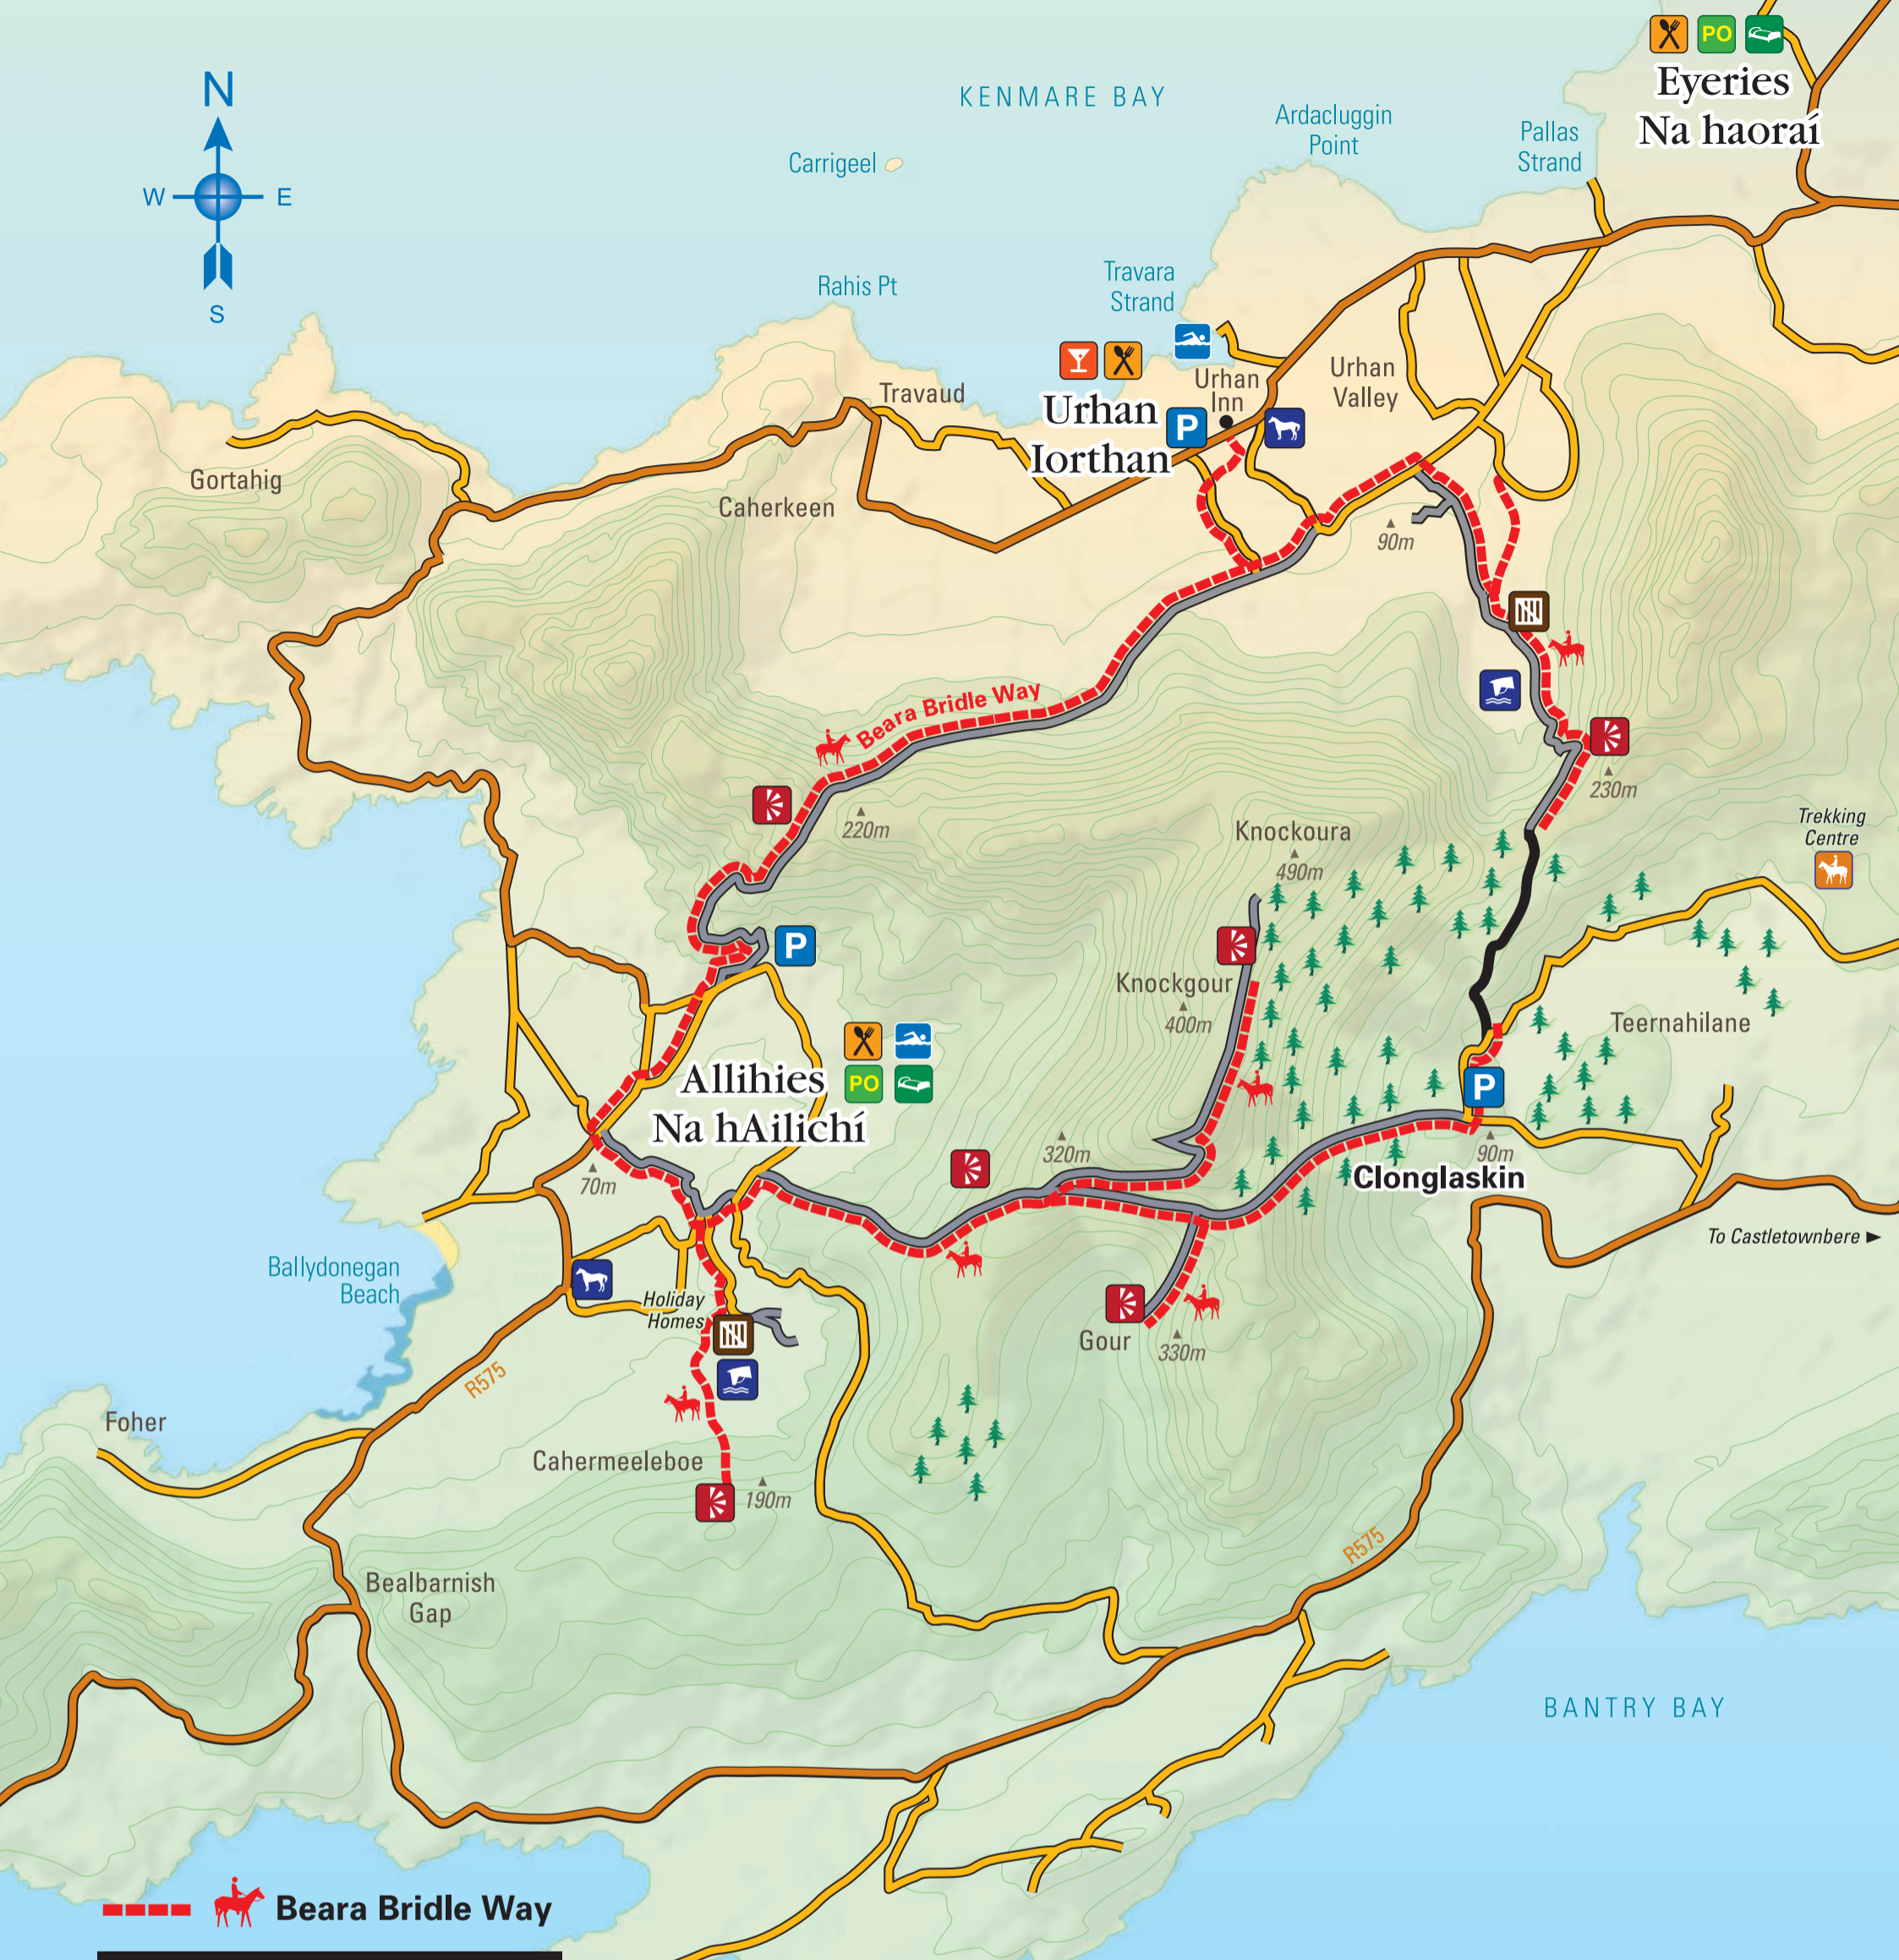 PO
Eyeries
Na haoraí
N
W
E
S
KENMARE BAY
Carrigeel
Ardacluggin
Point
Pallas
Strand
Rahis Pt
Travara
Strand
Travaud
Urhan
Iorthan
P
Urhan
Inn
Urhan
Valley
Gortahig
Caherkeen
90m
Beara Bridle Way
220m
230m
Trekking
Centre
Knockoura
490m
P
Knockgour
400m
Teernahilane
Allihies
Na hAilichí
PO
P
320m
90m
70m
Clonglaskin
To Castletownbere
Ballydonegan
Beach
Holiday
Homes
Gour
330m
R575
Foher
Cahermeeleboe
190m
R575
Bealbarnish
Gap
BANTRY BAY
Beara Bridle Way